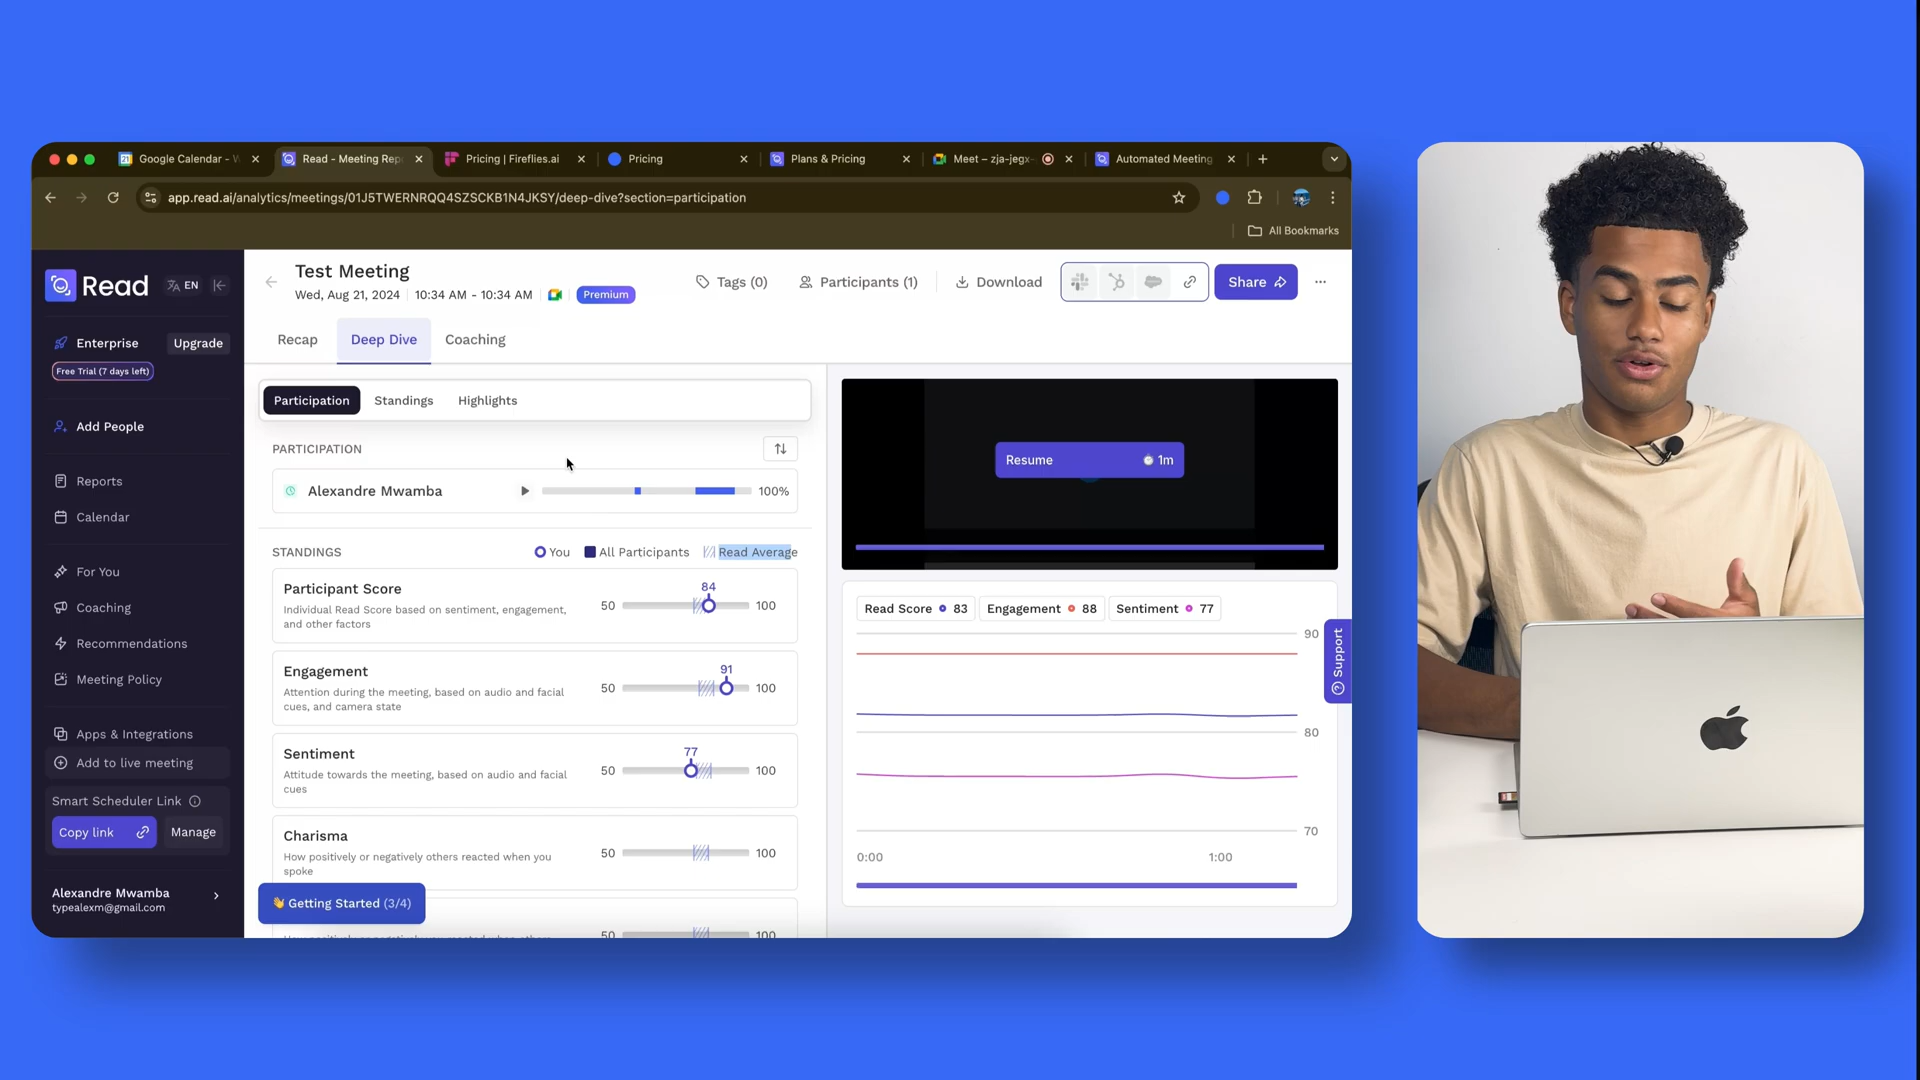 Google Calendar - W
Read - Meeting Rep
Pricing | Fireflies.ai
Pricing
Plans & Pricing
Meet – zja-jegx-
Automated Meeting
app.read.ai/analytics/meetings/01J5TWERNRQQ4SZSCKB1N4JKSY/deep-dive?section=participation
All Bookmarks
Read
EN
Enterprise
Upgrade
Free Trial (7 days left)
Add People
Reports
Calendar
For You
Coaching
Recommendations
Meeting Policy
Apps & Integrations
Add to live meeting
Smart Scheduler Link
Copy link
Manage
Alexandre Mwamba
typealexm@gmail.com
Test Meeting
Wed, Aug 21, 2024 | 10:34 AM - 10:34 AM
Premium
Tags (0)
Participants (1)
Download
Share
Recap
Deep Dive
Coaching
Participation
Standings
Highlights
PARTICIPATION
Alexandre Mwamba
100%
STANDINGS
You
All Participants
Read Average
Participant Score
Individual Read Score based on sentiment, engagement,
and other factors
50
84
100
Engagement
Attention during the meeting, based on audio and facial
cues, and camera state
50
91
100
Sentiment
Attitude towards the meeting, based on audio and facial
cues
50
77
100
Charisma
How positively or negatively others reacted when you
spoke
50
100
👋 Getting Started (3/4)
50
100
Resume
1m
Read Score 83
Engagement 88
Sentiment 77
90
80
70
0:00
1:00
Support